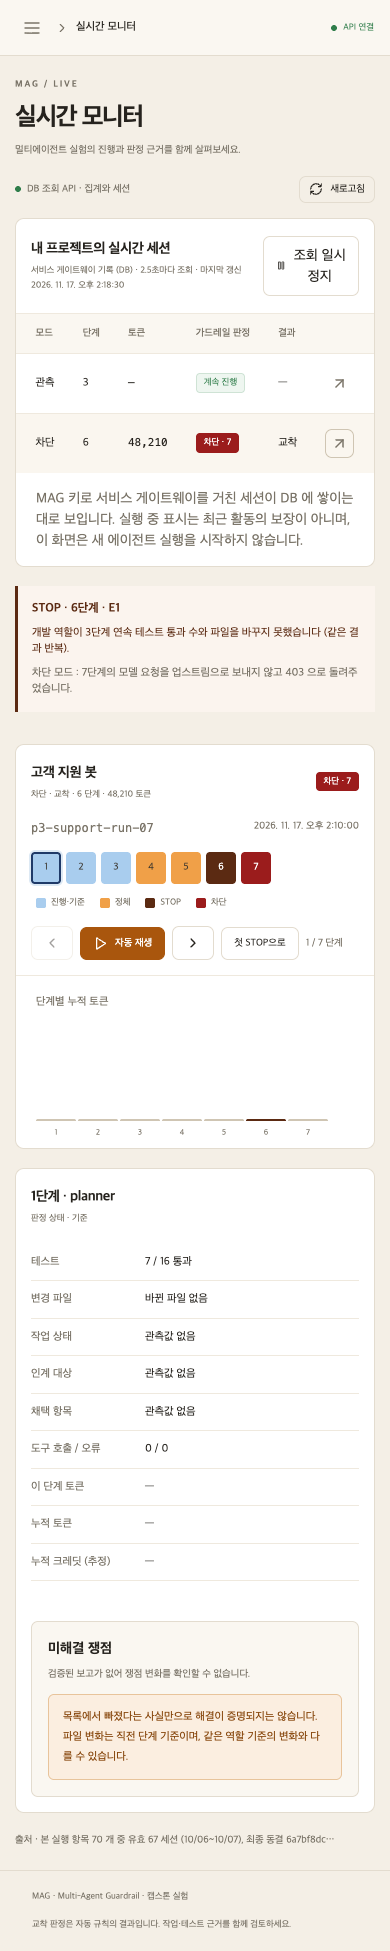 실시간 모니터
API 연결
MAG / LIVE
실시간 모니터
멀티에이전트 실험의 진행과 판정 근거를 함께 살펴보세요.
DB 조회 API · 집계와 세션
새로고침
내 프로젝트의 실시간 세션
서비스 게이트웨이 기록 (DB) · 2.5초마다 조회 · 마지막 갱신
2026. 11. 17. 오후 2:18:30
조회 일시
정지
모드 단계 토큰 가드레일 판정 결과
관측 3 — 계속 진행 —
차단 6 48,210 차단 · 7 교착
MAG 키로 서비스 게이트웨이를 거친 세션이 DB 에 쌓이는
대로 보입니다. 실행 중 표시는 최근 활동의 보장이 아니며,
이 화면은 새 에이전트 실행을 시작하지 않습니다.
STOP · 6단계 · E1
개발 역할이 3단계 연속 테스트 통과 수와 파일을 바꾸지 못했습니다 (같은 결
과 반복).
차단 모드 : 7단계의 모델 요청을 업스트림으로 보내지 않고 403 으로 돌려주
었습니다.
고객 지원 봇
차단 · 교착 · 6 단계 · 48,210 토큰
차단 · 7
p3-support-run-07
2026. 11. 17. 오후 2:10:00
1 2 3 4 5 6 7
진행·기준 정체 STOP 차단
자동 재생
첫 STOP으로
1 / 7 단계
단계별 누적 토큰
1 2 3 4 5 6 7
1단계 · planner
판정 상태 · 기준
테스트 7 / 16 통과
변경 파일 바뀐 파일 없음
작업 상태 관측값 없음
인계 대상 관측값 없음
채택 항목 관측값 없음
도구 호출 / 오류 0 / 0
이 단계 토큰 —
누적 토큰 —
누적 크레딧 (추정) —
미해결 쟁점
검증된 보고가 없어 쟁점 변화를 확인할 수 없습니다.
목록에서 빠졌다는 사실만으로 해결이 증명되지는 않습니다.
파일 변화는 직전 단계 기준이며, 같은 역할 기준의 변화와 다
를 수 있습니다.
출처 · 본 실행 항목 70 개 중 유효 67 세션 (10/06~10/07), 최종 동결 6a7bf8dc…
MAG · Multi-Agent Guardrail · 캡스톤 실험
교착 판정은 자동 규칙의 결과입니다. 작업·테스트 근거를 함께 검토하세요.